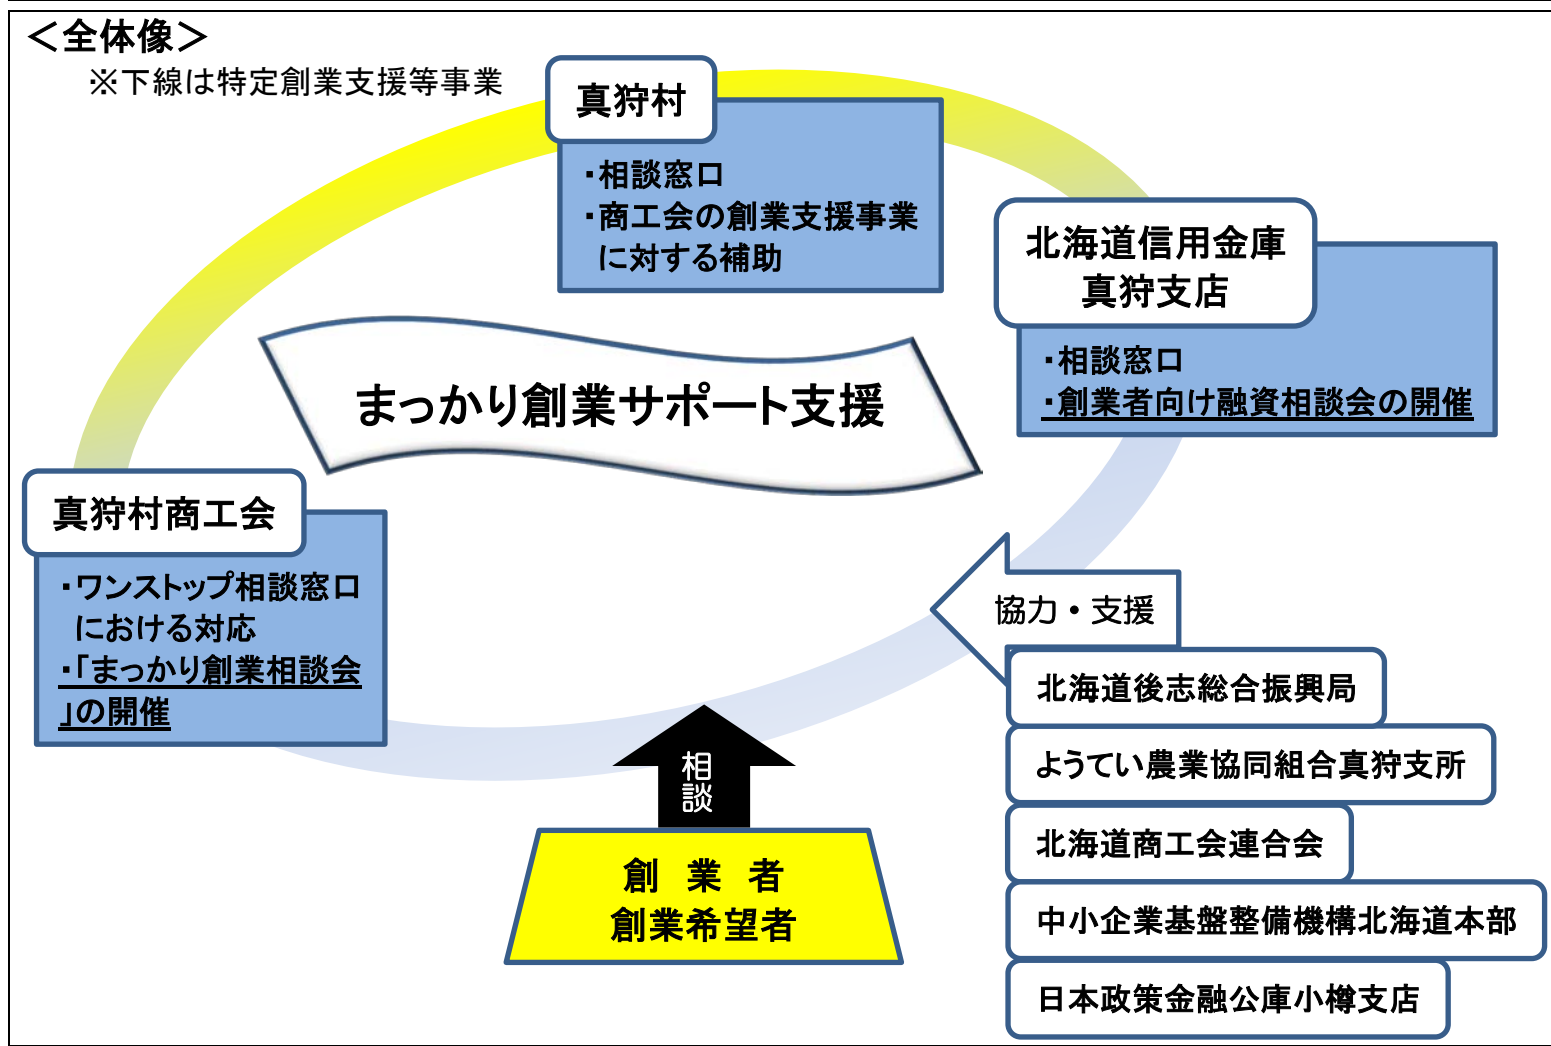 ＜全体像＞
※下線は特定創業支援等事業
真狩村
・相談窓口
・商工会の創業支援事業
に対する補助
北海道信用金庫
真狩支店
・相談窓口
・創業者向け融資相談会の開催
まっかり創業サポート支援
真狩村商工会
・ワンストップ相談窓口
における対応
・「まっかり創業相談会
」の開催
協力・支援
北海道後志総合振興局
ようてい農業協同組合真狩支所
北海道商工会連合会
中小企業基盤整備機構北海道本部
日本政策金融公庫小樽支店
相
談
創　業　者
創業希望者